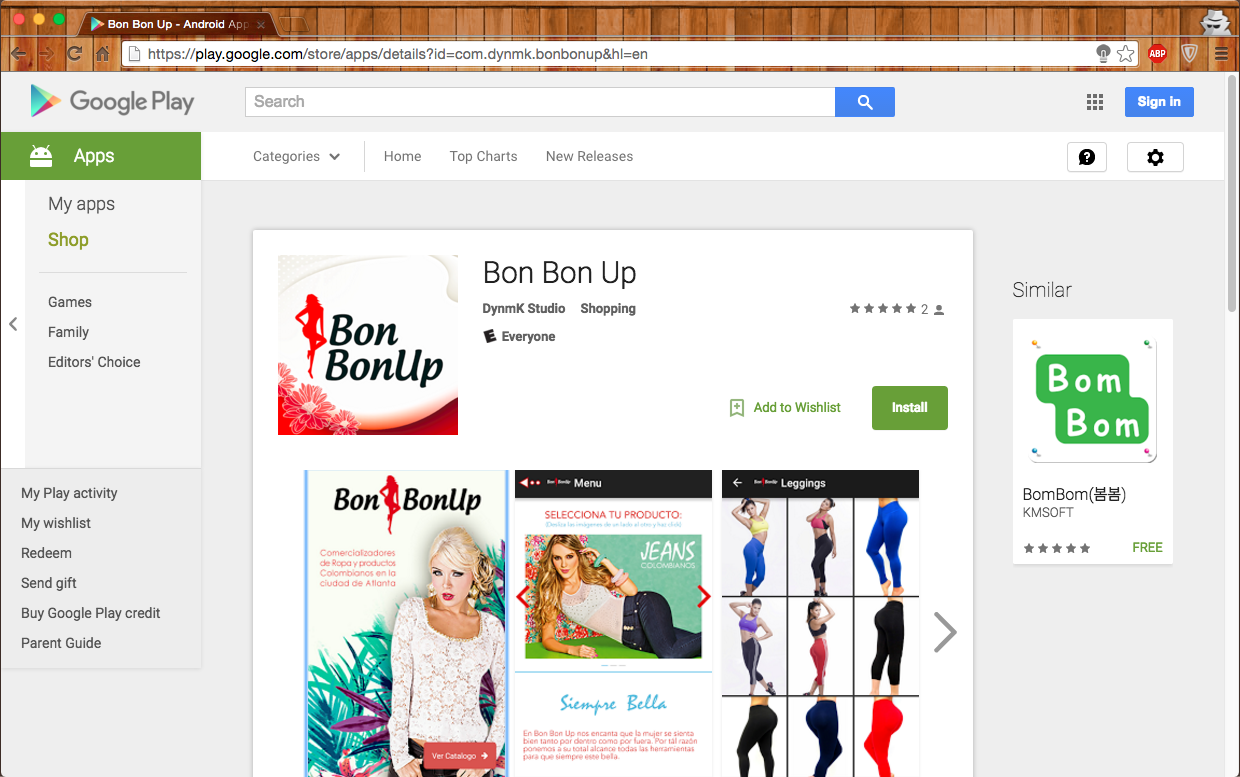 Bon Bon Up - Android App
https://play.google.com/store/apps/details?id=com.dynmk.bonbonup&hl=en
ABP
Google Play
Search
Sign in
Apps
Categories
Home
Top Charts
New Releases
My apps
Shop
Games
Family
Editors' Choice
My Play activity
My wishlist
Redeem
Send gift
Buy Google Play credit
Parent Guide
Bon
BonUp
Bon Bon Up
DynmK Studio Shopping
2
E Everyone
Add to Wishlist
Install
Bon BonUp
Comercializadores
de Ropa y productos
Colombianos en la
ciudad de Atlanta
Ver Catalogo
BonBonUp Menu
SELECCIONA TU PRODUCTO:
(Desliza las imágenes de un lado al otro y haz click)
JEANS
COLOMBIANOS
Siempre Bella
En Bon Bon Up nos encanta que la mujer se sienta
bien tanto por dentro como por fuera. Por tál razón
ponemos a su total alcance todas las herramientas
para que siempre este bella.
BonBonUp Leggings
Similar
Bom
Bom
BomBom(봄봄)
KMSOFT
FREE